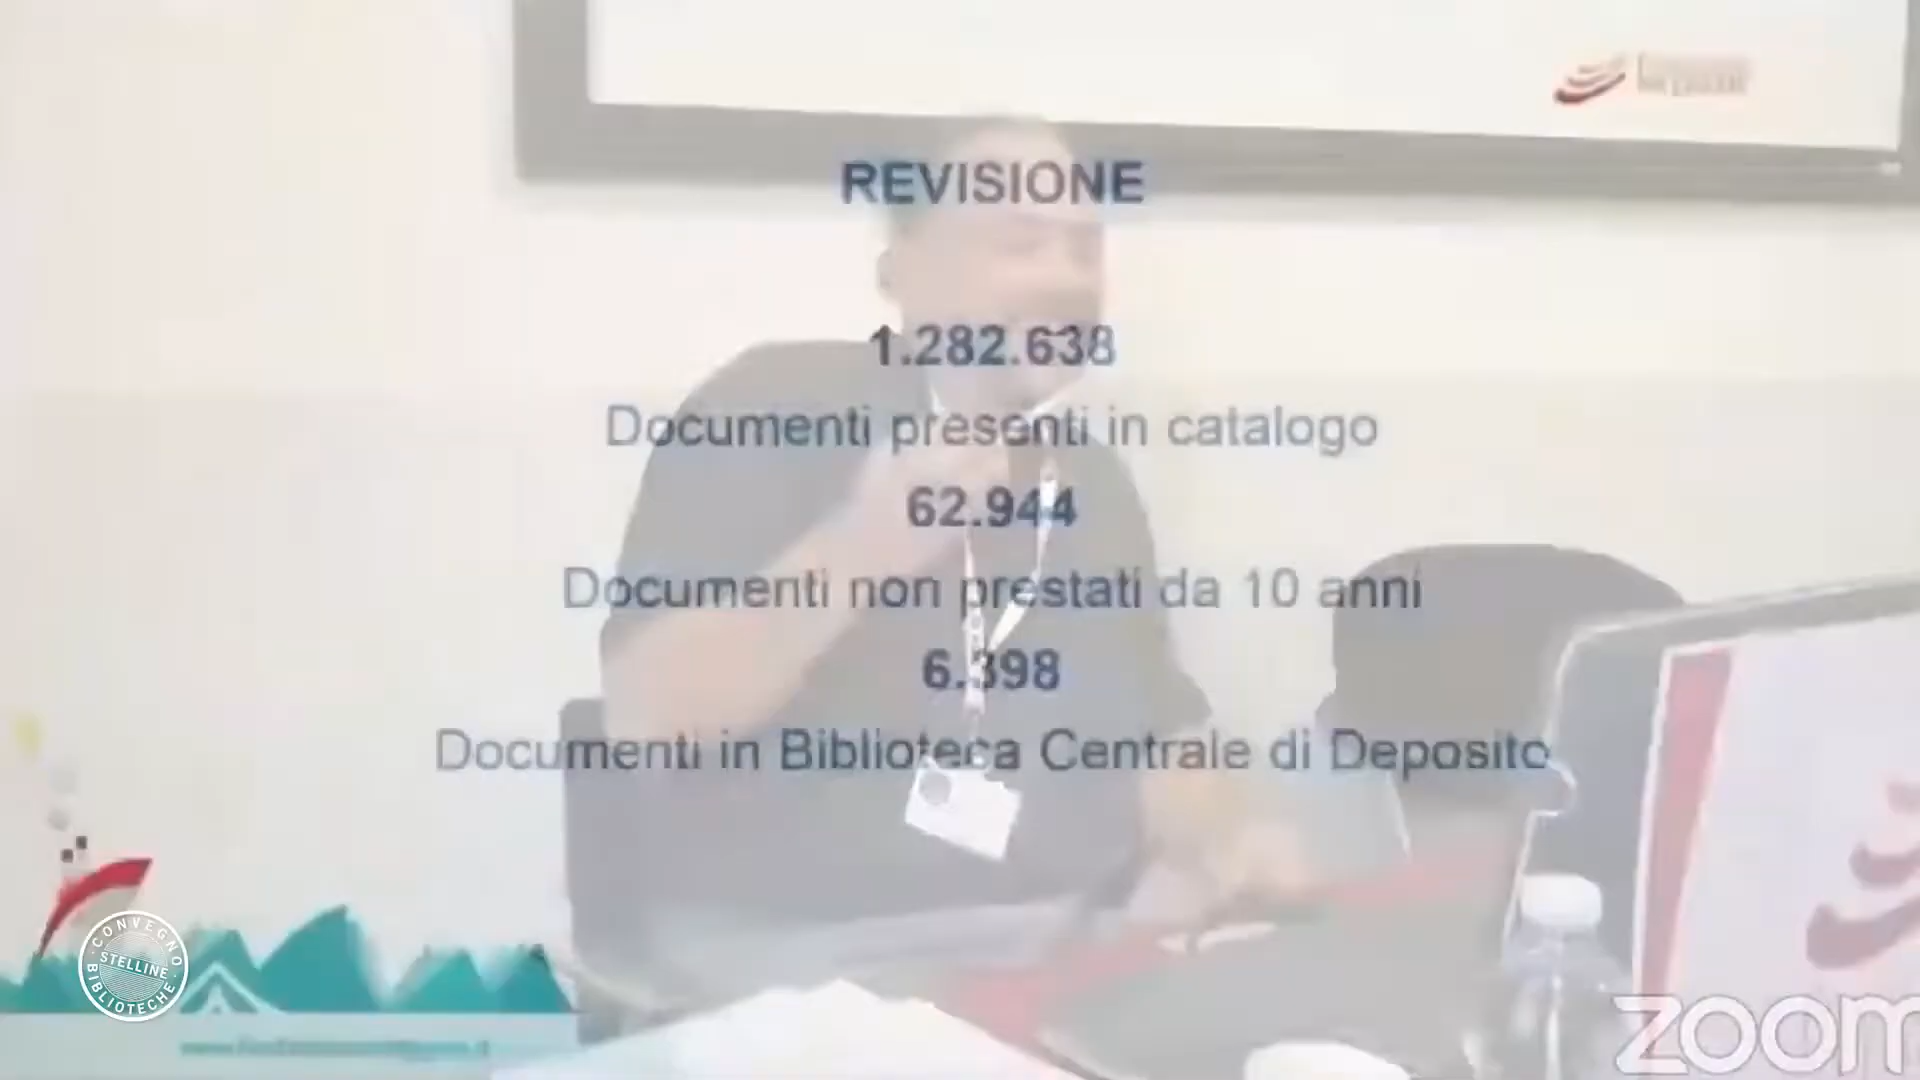 REVISIONE
1.282.638
Documenti presenti in catalogo
62.944
Documenti non prestati da 10 anni
6.398
Documenti in Biblioteca Centrale di Deposito
CONVEGNO
STELLINE
BIBLIOTECHE
zoom